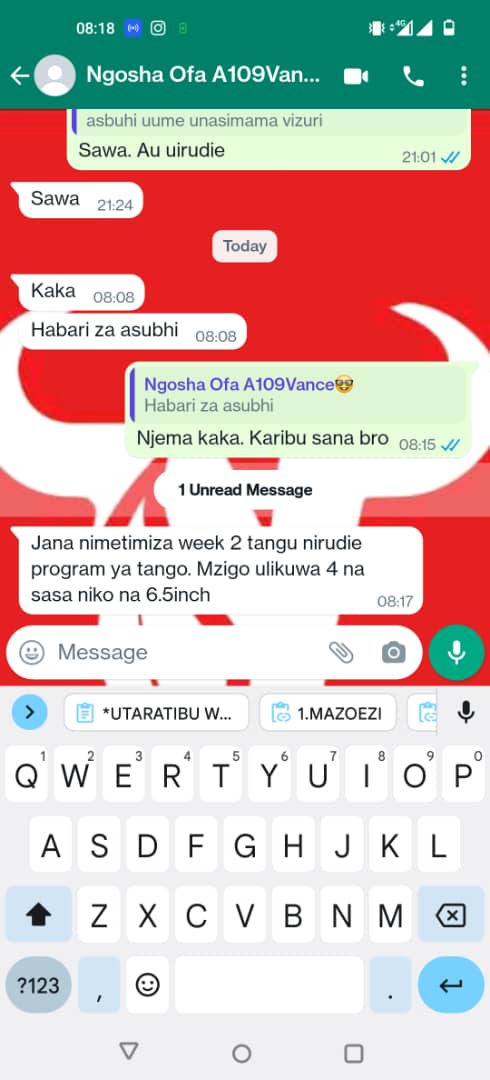 08:18
4G
Ngosha Ofa A109Van...
asbuhi uume unasimama vizuri
Sawa. Au uirudie
21:01
Sawa 21:24
Today
Kaka 08:08
Habari za asubhi 08:08
Ngosha Ofa A109Vance🤓
Habari za asubhi
Njema kaka. Karibu sana bro 08:15
1 Unread Message
Jana nimetimiza week 2 tangu nirudie
program ya tango. Mzigo ulikuwa 4 na
sasa niko na 6.5inch
08:17
Message
*UTARATIBU W...
1.MAZOEZI
1 2 3 4 5 6 7 8 9 0
Q W E R T Y U I O P
A S D F G H J K L
Z X C V B N M
?123 , .